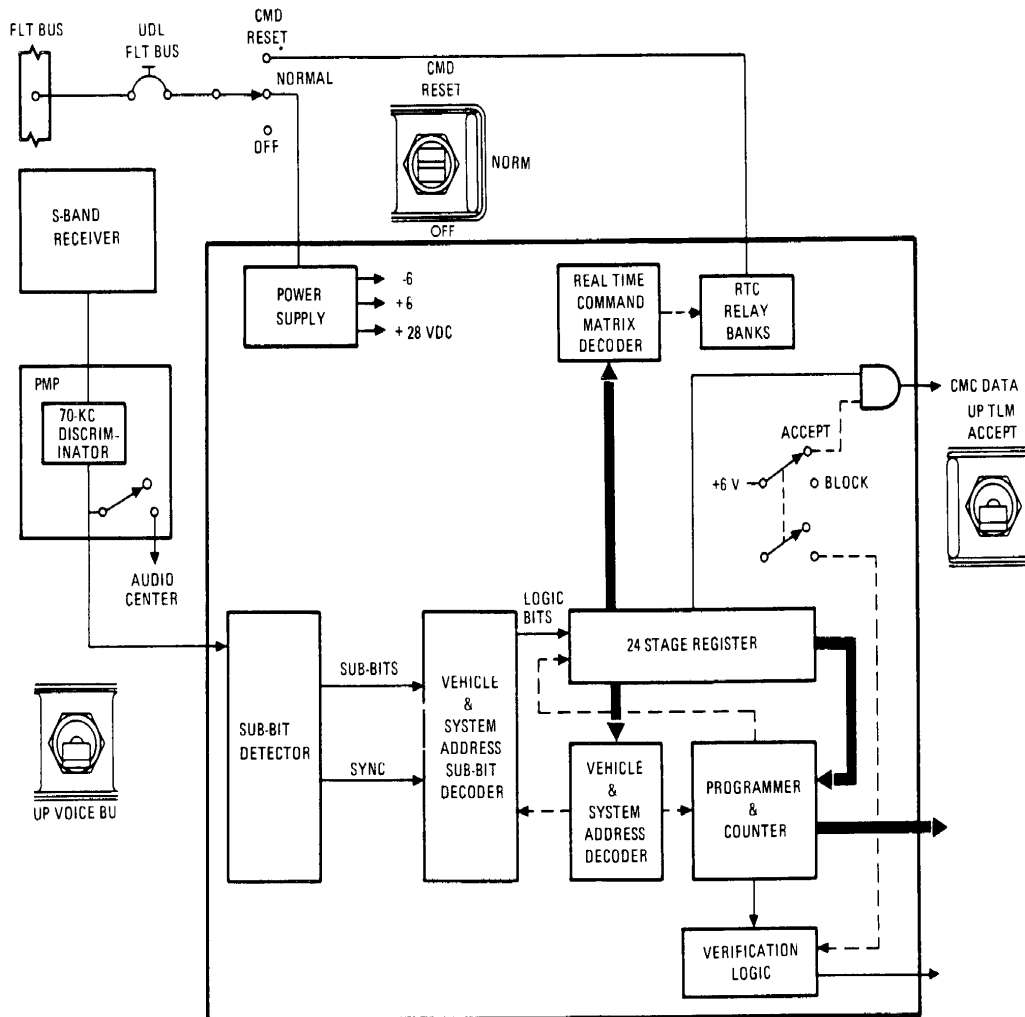 FLT BUS
UDL
FLT BUS
CMD
RESET
NORMAL
OFF
CMD
RESET
NORM
OFF
S-BAND
RECEIVER
POWER
SUPPLY
-6
+6
+ 28 VDC
REAL TIME
COMMAND
MATRIX
DECODER
RTC
RELAY
BANKS
PMP
70-KC
DISCRIM-
INATOR
AUDIO
CENTER
CMC DATA
UP TLM
ACCEPT
ACCEPT
+6 V
BLOCK
LOGIC
BITS
24 STAGE REGISTER
SUB-BIT
DETECTOR
SUB-BITS
SYNC
VEHICLE
&
SYSTEM
ADDRESS
SUB-BIT
DECODER
VEHICLE
&
SYSTEM
ADDRESS
DECODER
PROGRAMMER
&
COUNTER
UP VOICE BU
VERIFICATION
LOGIC